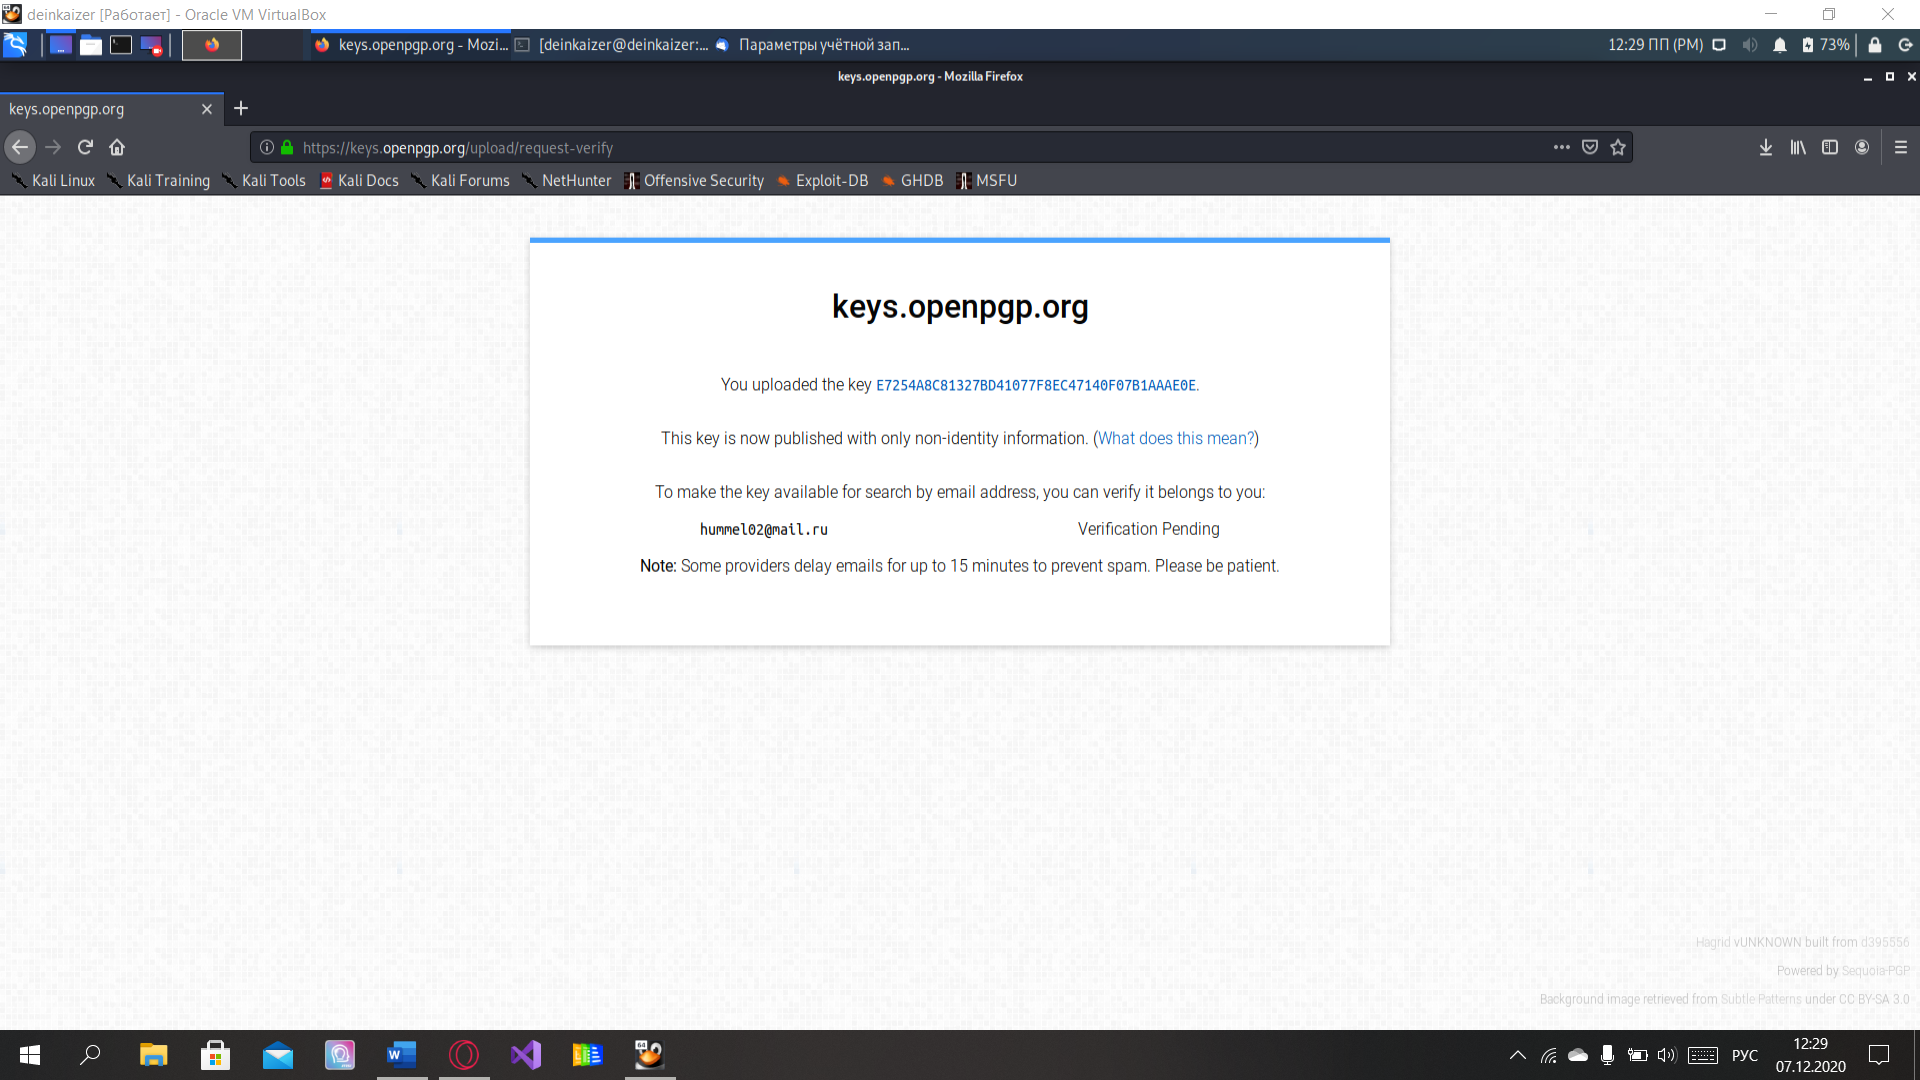 deinkaizer [Работает] - Oracle VM VirtualBox
keys.openpgp.org - Mozi... [deinkaizer@deinkaizer:... Параметры учётной зап... 12:29 ПП (PM) 73%
keys.openpgp.org - Mozilla Firefox
keys.openpgp.org
https://keys.openpgp.org/upload/request-verify
Kali Linux Kali Training Kali Tools Kali Docs Kali Forums NetHunter Offensive Security Exploit-DB GHDB MSFU
keys.openpgp.org
You uploaded the key E7254A8C81327BD41077F8EC47140F07B1AAAE0E.
This key is now published with only non-identity information. (What does this mean?)
To make the key available for search by email address, you can verify it belongs to you:
hummel02@mail.ru Verification Pending
Note: Some providers delay emails for up to 15 minutes to prevent spam. Please be patient.
Hagrid vUNKNOWN built from d395556
Powered by Sequoia-PGP
Background image retrieved from Subtle Patterns under CC BY-SA 3.0
РУС
12:29
07.12.2020